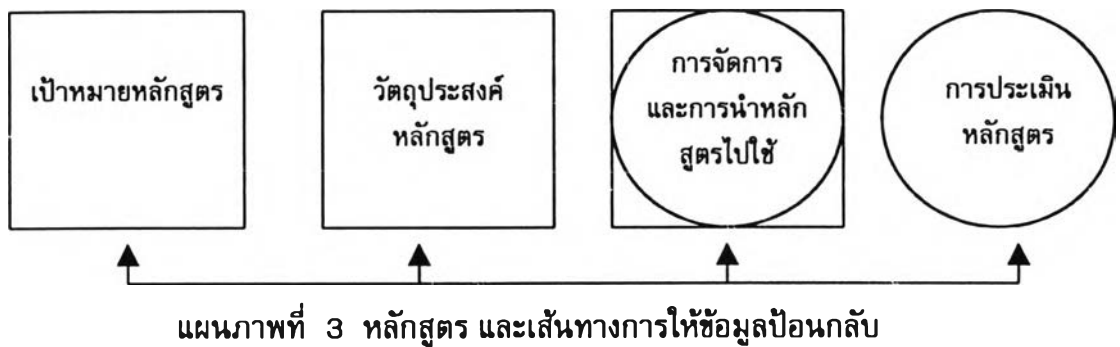 เป้าหมายหลักสูตร
วัตถุประสงค์
หลักสูตร
การจัดการ
และการนำหลัก
สูตรไปใช้
การประเมิน
หลักสูตร
แผนภาพที่ 3 หลักสูตร และเส้นทางการให้ข้อมูลป้อนกลับ